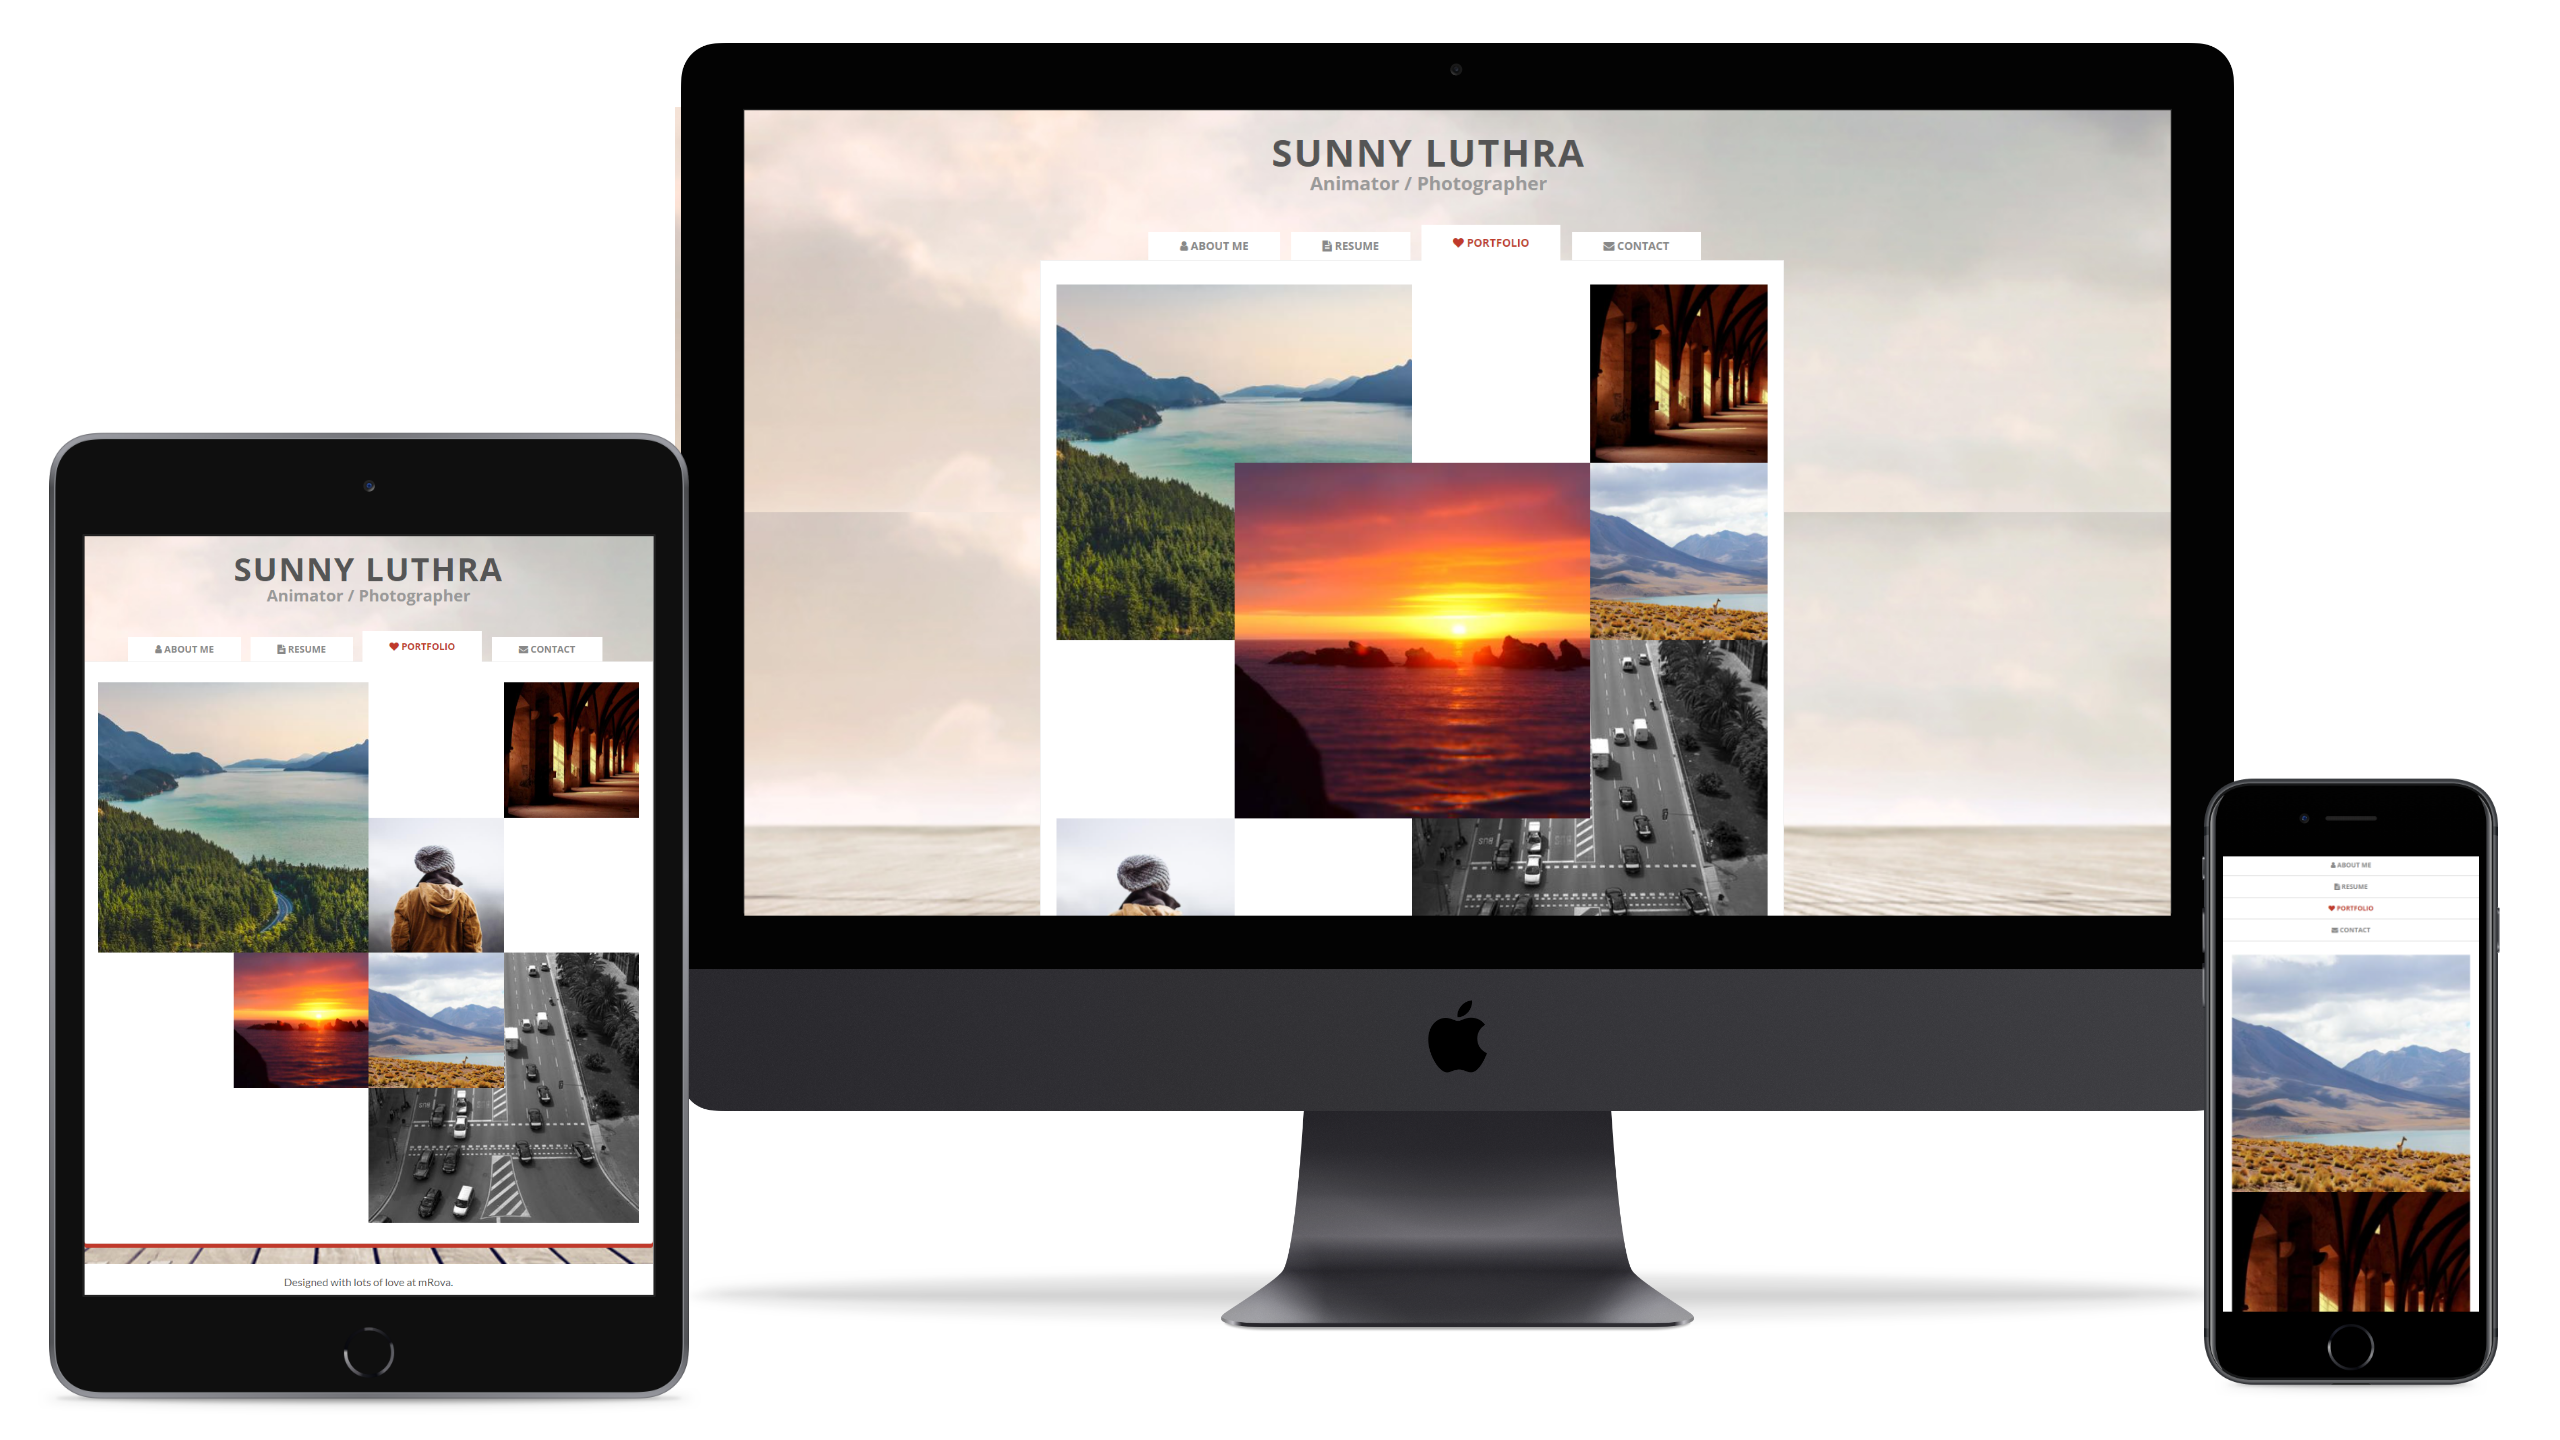 SUNNY LUTHRA
Animator / Photographer
ABOUT ME
RESUME
PORTFOLIO
CONTACT
SUNNY LUTHRA
Animator / Photographer
ABOUT ME
RESUME
PORTFOLIO
CONTACT
Designed with lots of love at mRova.
ABOUT ME
RESUME
PORTFOLIO
CONTACT